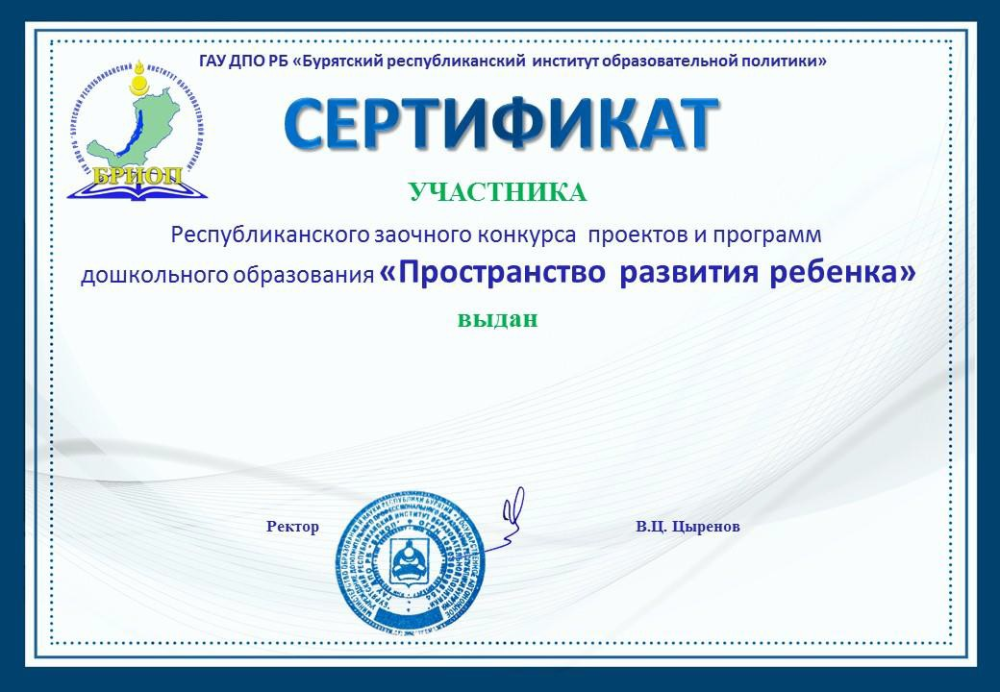 ГАУ ДПО РБ «Бурятский республиканский институт образовательной политики»
БРИОП
СЕРТИФИКАТ
УЧАСТНИКА
Республиканского заочного конкурса проектов и программ
дошкольного образования «Пространство развития ребенка»
выдан
Ректор
В.Ц. Цыренов